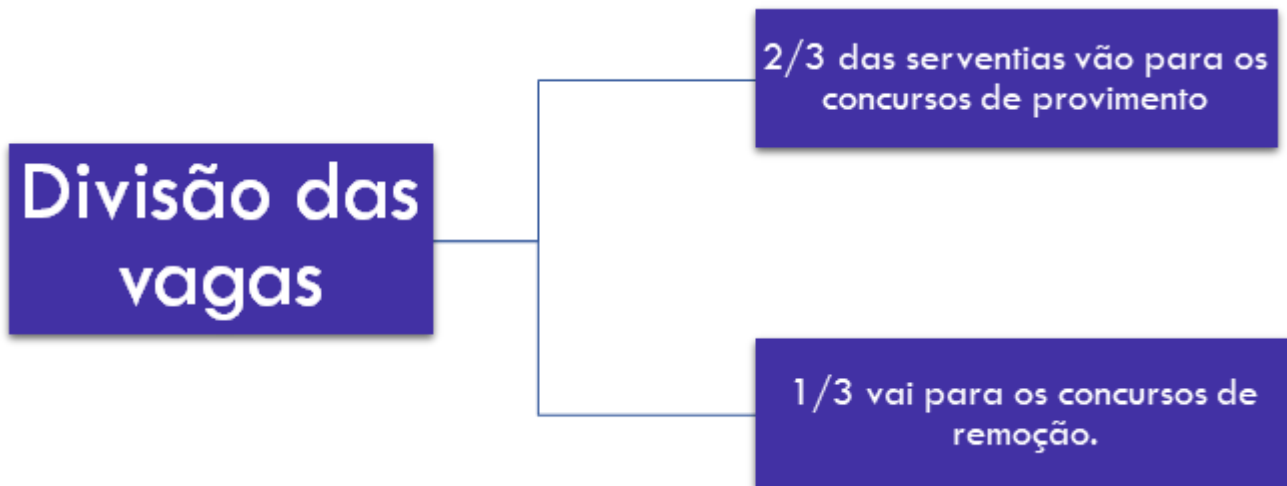 Divisão das
vagas
2/3 das serventias vão para os
concursos de provimento
1/3 vai para os concursos de
remoção.